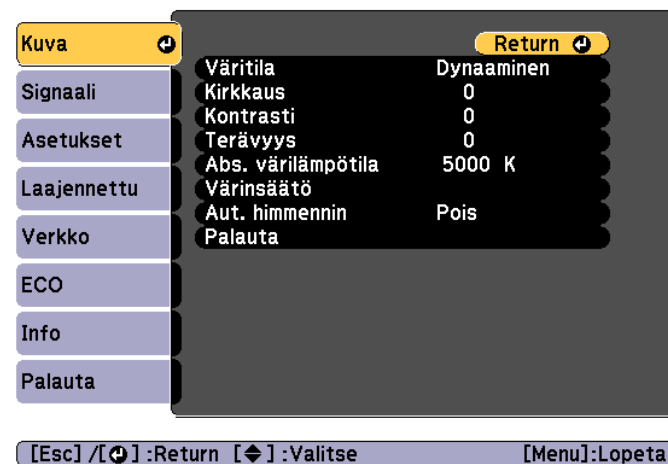 Kuva
Signaali
Asetukset
Laajennettu
Verkko
ECO
Info
Palauta
Return
Väritila Dynaaminen
Kirkkaus 0
Kontrasti 0
Terävyys 0
Abs. värilämpötila 5000 K
Värinsäätö
Aut. himmennin Pois
Palauta
[Esc] /[ ] :Return [ ] :Valitse [Menu]:Lopeta